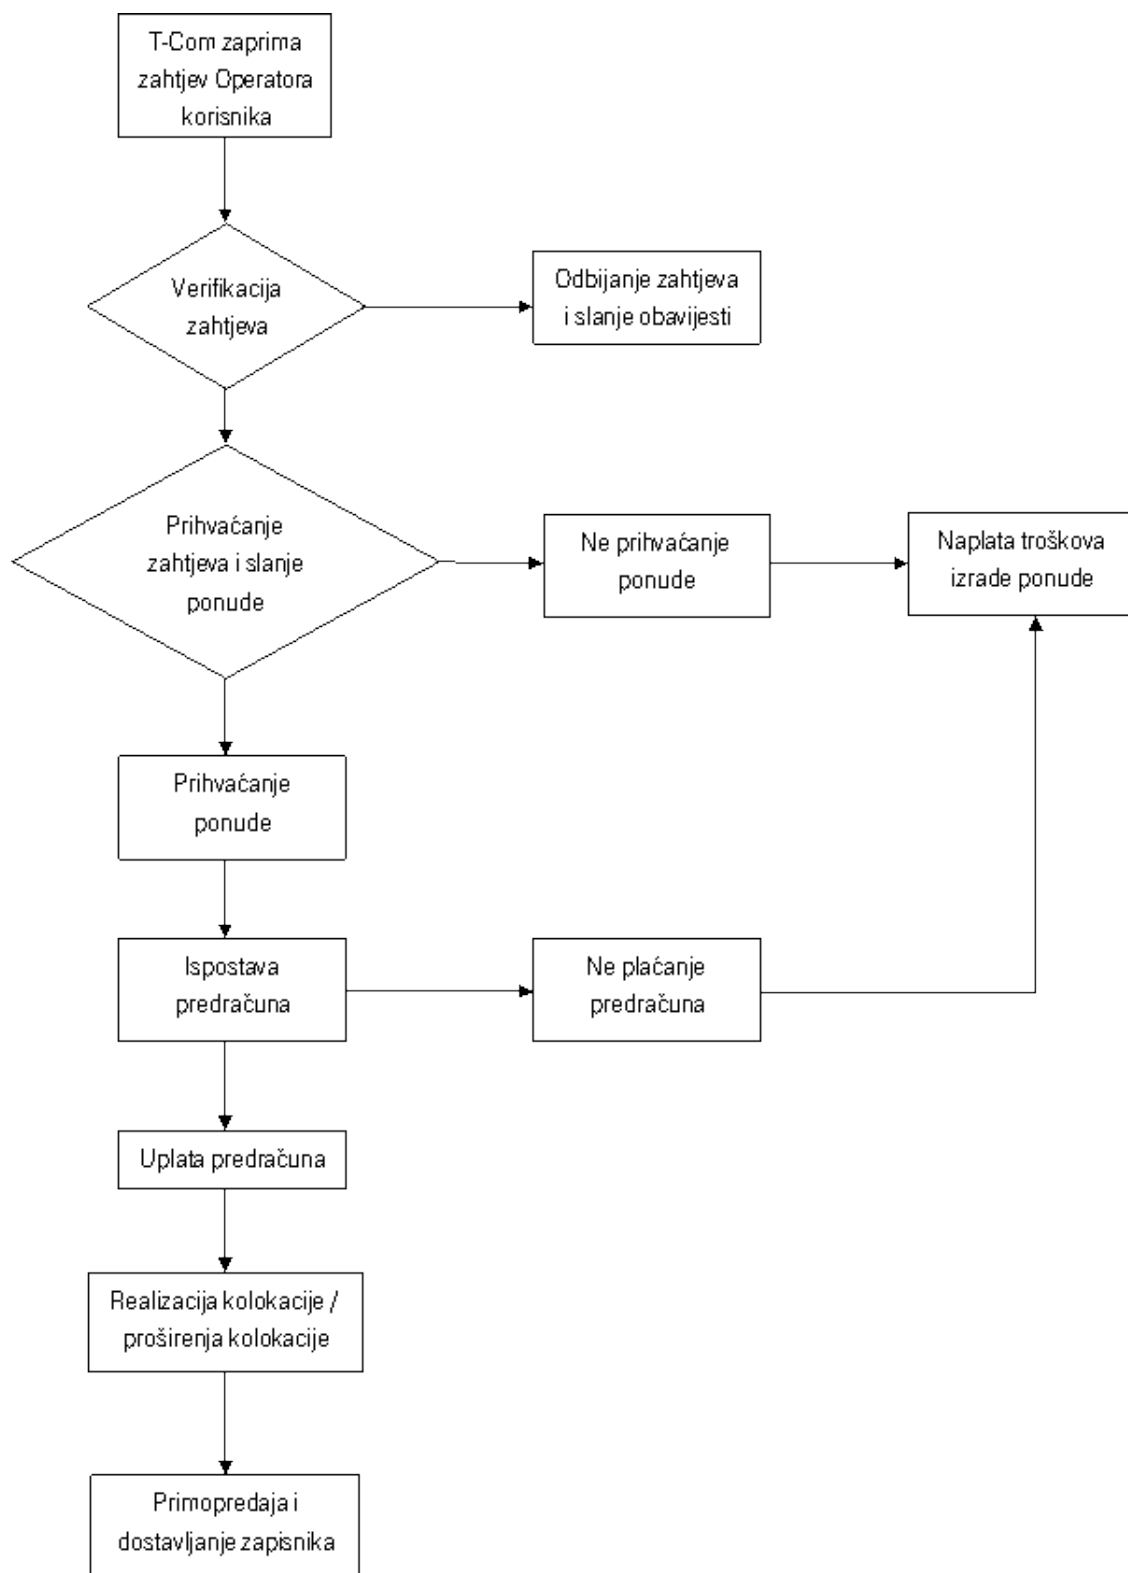 T-Com zaprima
zahtjev Operatora
korisnika
Verifikacija
zahtjeva
Odbijanje zahtjeva
i slanje obavijesti
Prihvaćanje
zahtjeva i slanje
ponude
Ne prihvaćanje
ponude
Naplata troškova
izrade ponude
Prihvaćanje
ponude
Ispostava
predračuna
Ne plaćanje
predračuna
Uplata predračuna
Realizacija kolokacije /
proširenja kolokacije
Primopredaja i
dostavljanje zapisnika